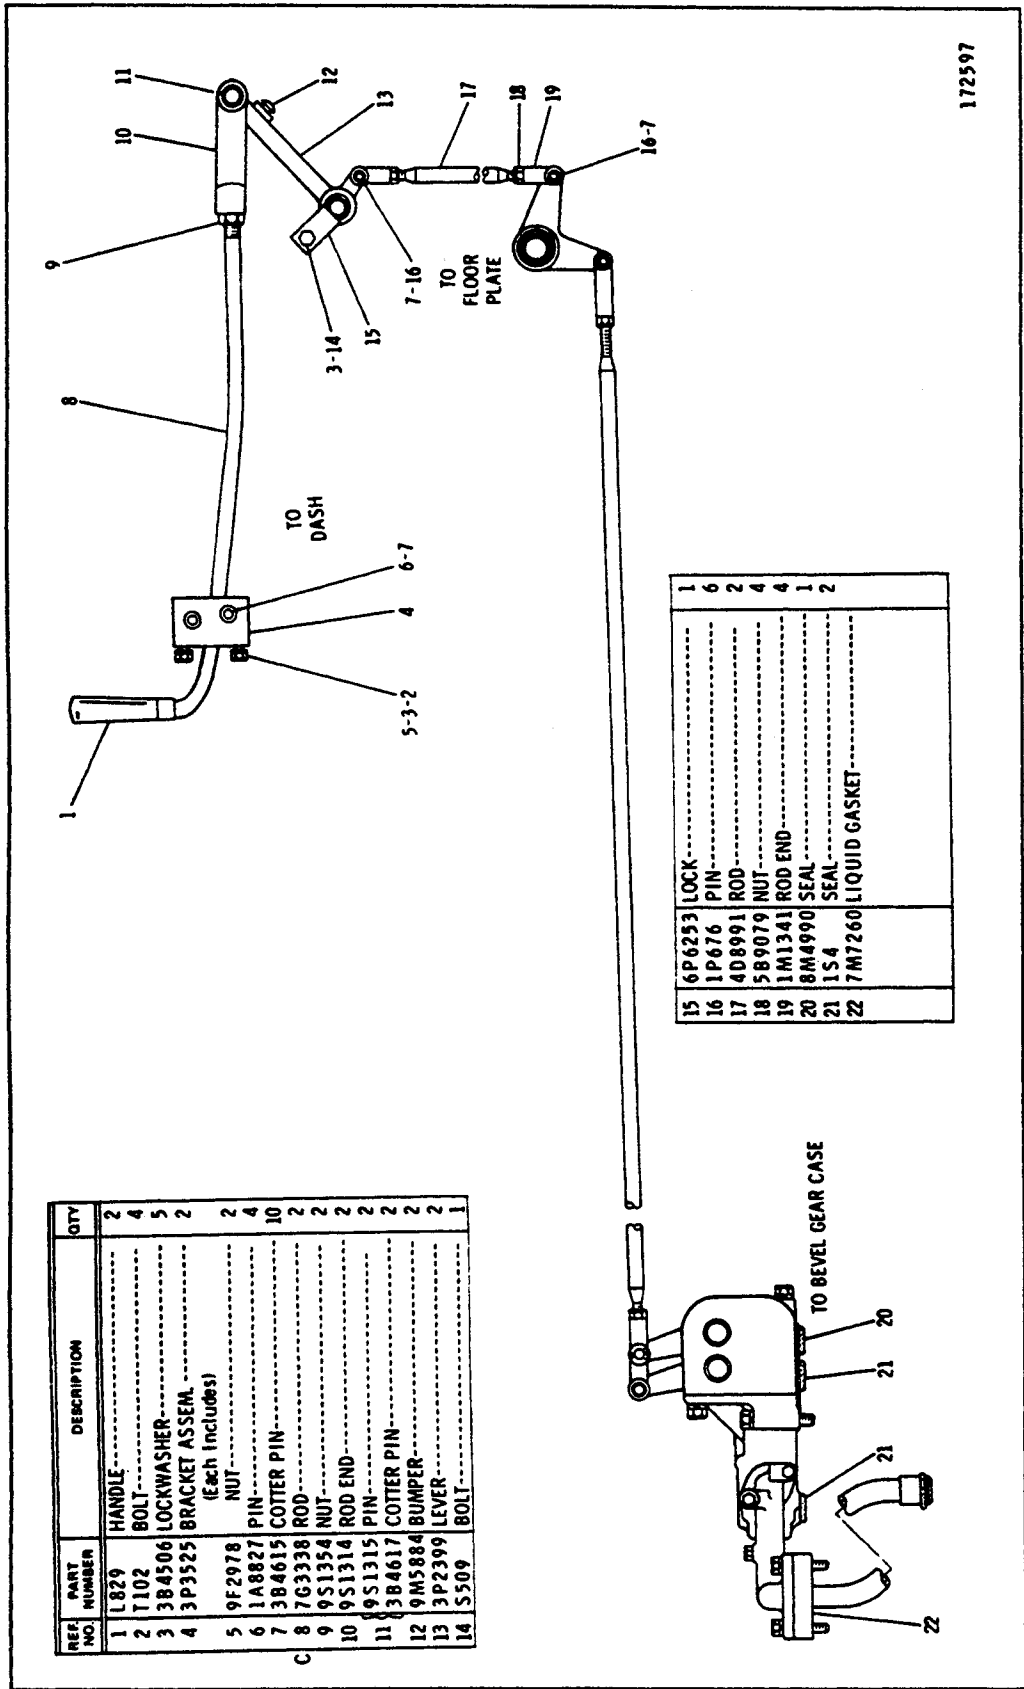 REF. NO. PART NUMBER DESCRIPTION QTY
1 L829 HANDLE 2
2 T102 BOLT 4
3 3B4506 LOCKWASHER 5
4 3P3525 BRACKET ASSEM. 2
(Each Includes)
5 9F2978 NUT 2
6 1A8827 PIN 4
7 3B4615 COTTER PIN 10
C 8 7G3338 ROD 2
9 9S1354 NUT 2
10 9S1314 ROD END 2
11 9S1315 PIN 2
3B4617 COTTER PIN 2
12 9M5884 BUMPER 2
13 3P2399 LEVER 2
14 S509 BOLT 1
15 6P6253 LOCK 1
16 1P676 PIN 6
17 4D8991 ROD 2
18 5B9079 NUT 4
19 1M1341 ROD END 4
20 8M4990 SEAL 1
21 1S4 SEAL 2
22 7M7260 LIQUID GASKET
1
5-3-2
4
6-7
TO
DASH
8
9
10
11
12
13
3-14
15
7-16
TO
FLOOR
PLATE
17
18
19
16-7
TO BEVEL GEAR CASE
22
21
21
20
172597